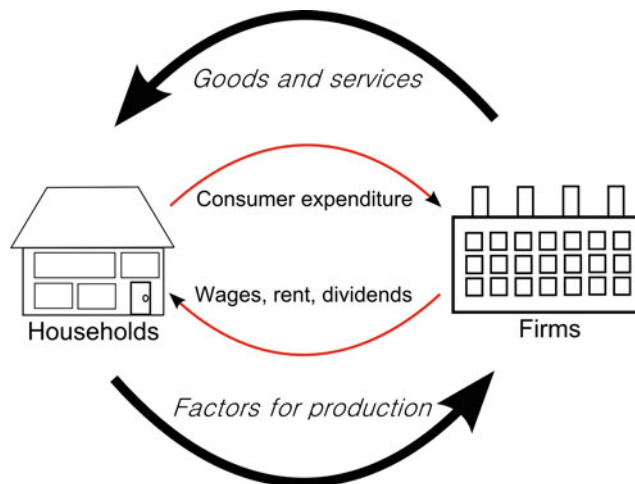 Goods and services
Consumer expenditure
Wages, rent, dividends
Households
Firms
Factors for production